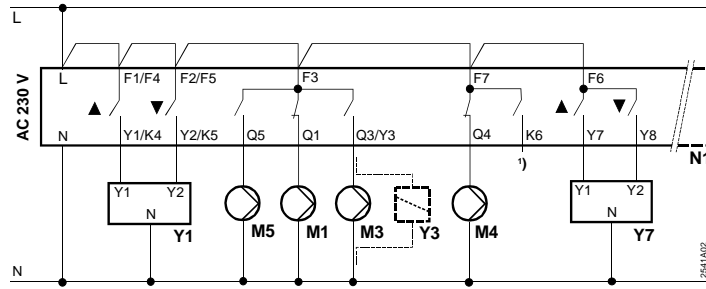 L
AC 230 V
L F1/F4 F2/F5 F3 F7 F6
N Y1/K4 Y2/K5 Q5 Q1 Q3/Y3 Q4 K6 Y7 Y8
N1
¹)
Y1 Y2 Y1 Y2
N N
Y1 M5 M1 M3 Y3 M4 Y7
N
2541A02